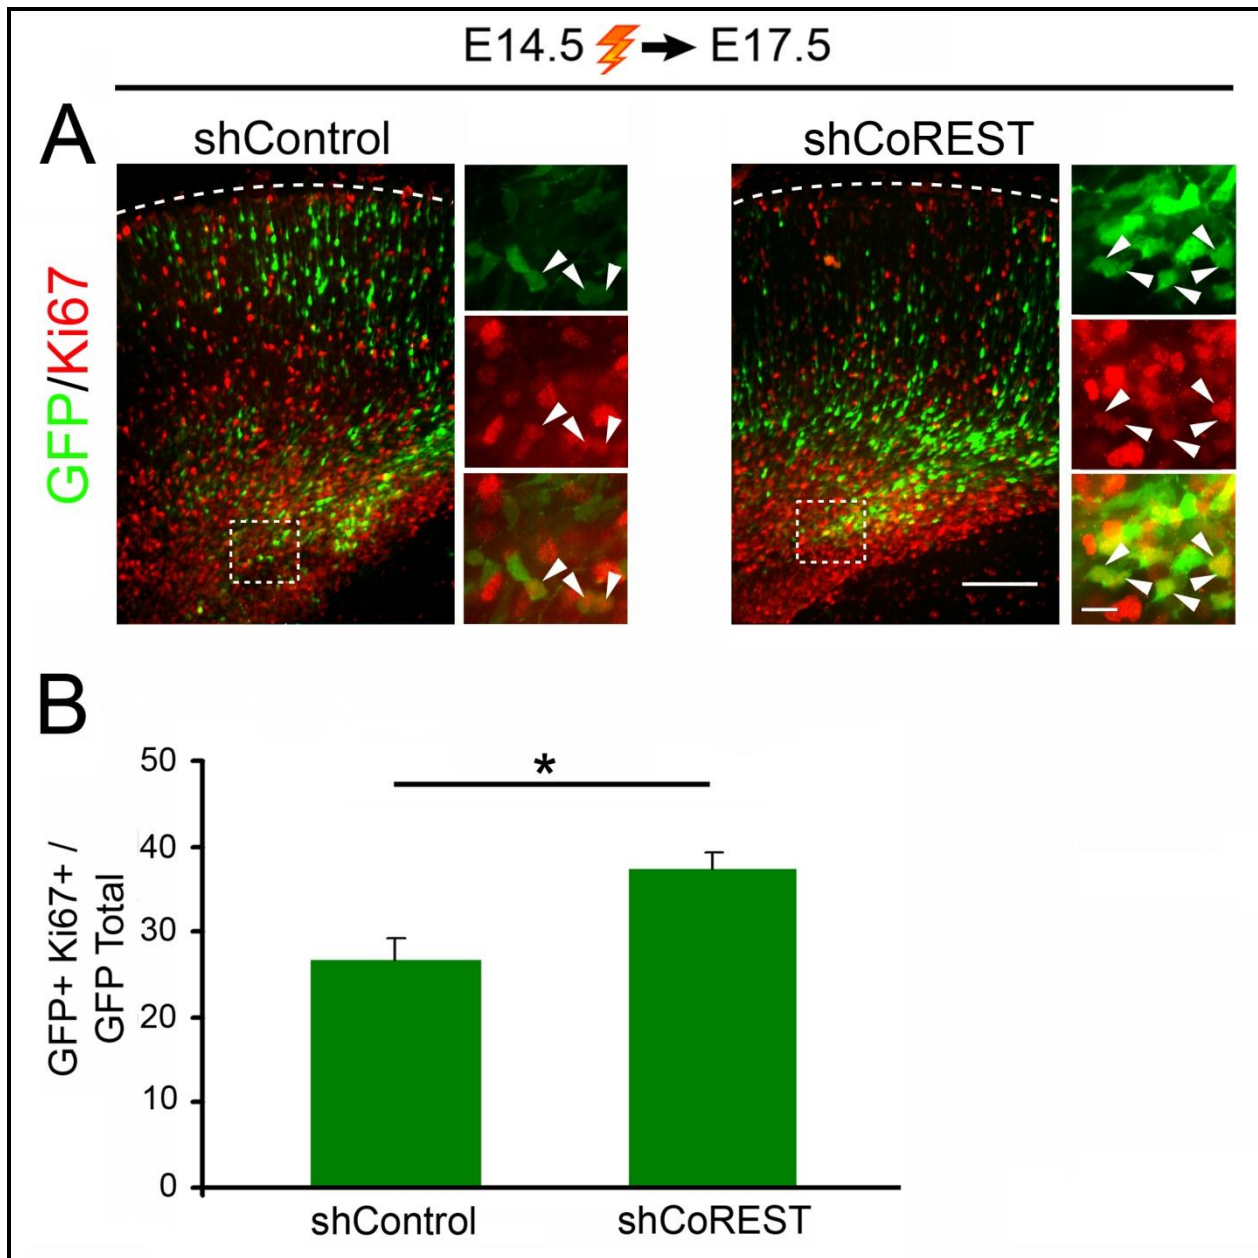 E14.5 E17.5
A
shControl shCoREST
GFP/Ki67
B
50
40
30
20
10
0
GFP+ Ki67+ /
GFP Total
*
shControl shCoREST